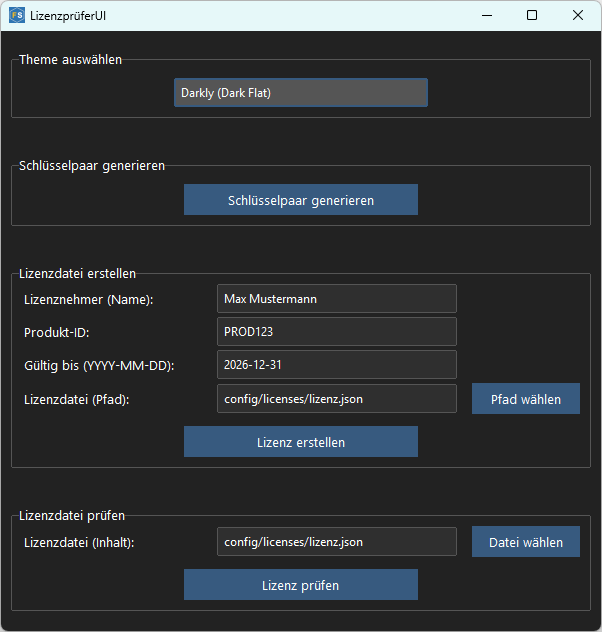 FS LizenzprüferUI
Theme auswählen
Darkly (Dark Flat)
Schlüsselpaar generieren
Schlüsselpaar generieren
Lizenzdatei erstellen
Lizenznehmer (Name): Max Mustermann
Produkt-ID: PROD123
Gültig bis (YYYY-MM-DD): 2026-12-31
Lizenzdatei (Pfad): config/licenses/lizenz.json Pfad wählen
Lizenz erstellen
Lizenzdatei prüfen
Lizenzdatei (Inhalt): config/licenses/lizenz.json Datei wählen
Lizenz prüfen